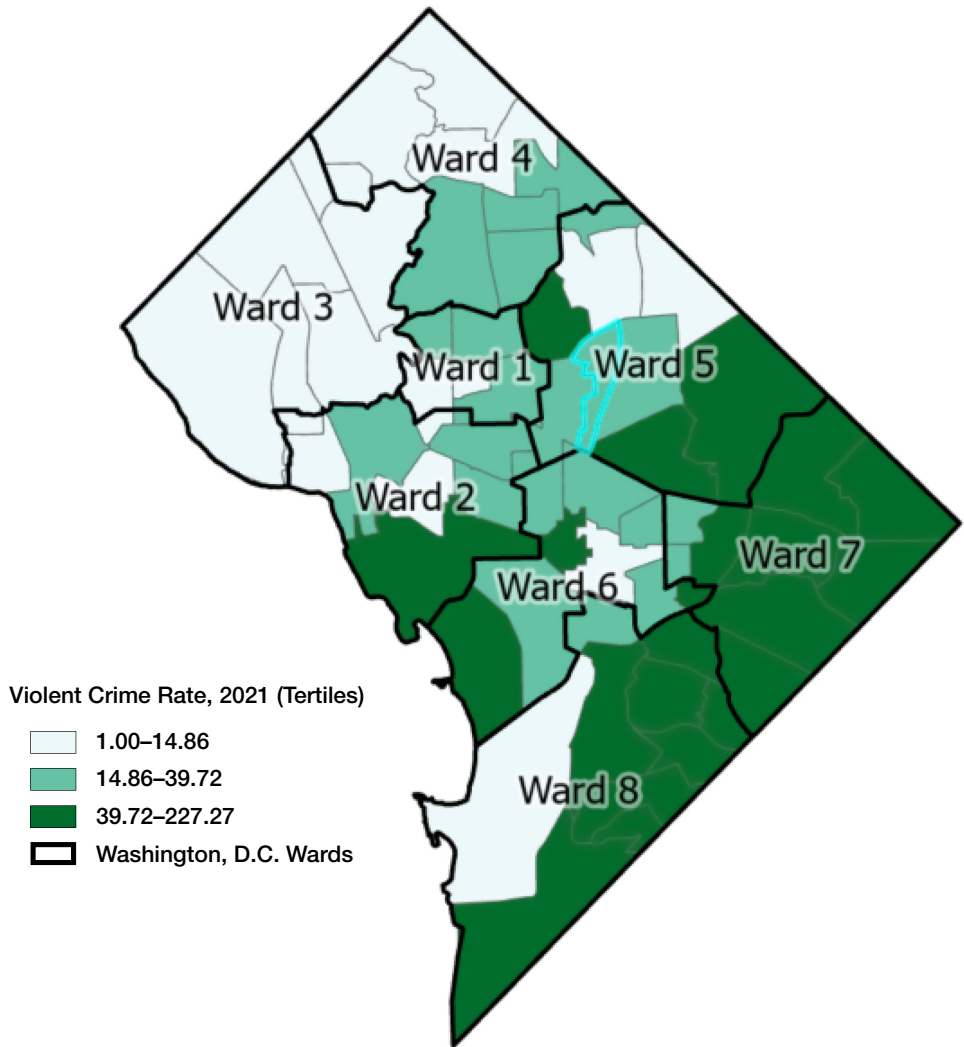 Ward 4
Ward 3
Ward 1
Ward 5
Ward 2
Ward 7
Ward 6
Violent Crime Rate, 2021 (Tertiles)
1.00–14.86
14.86–39.72
39.72–227.27
Washington, D.C. Wards
Ward 8